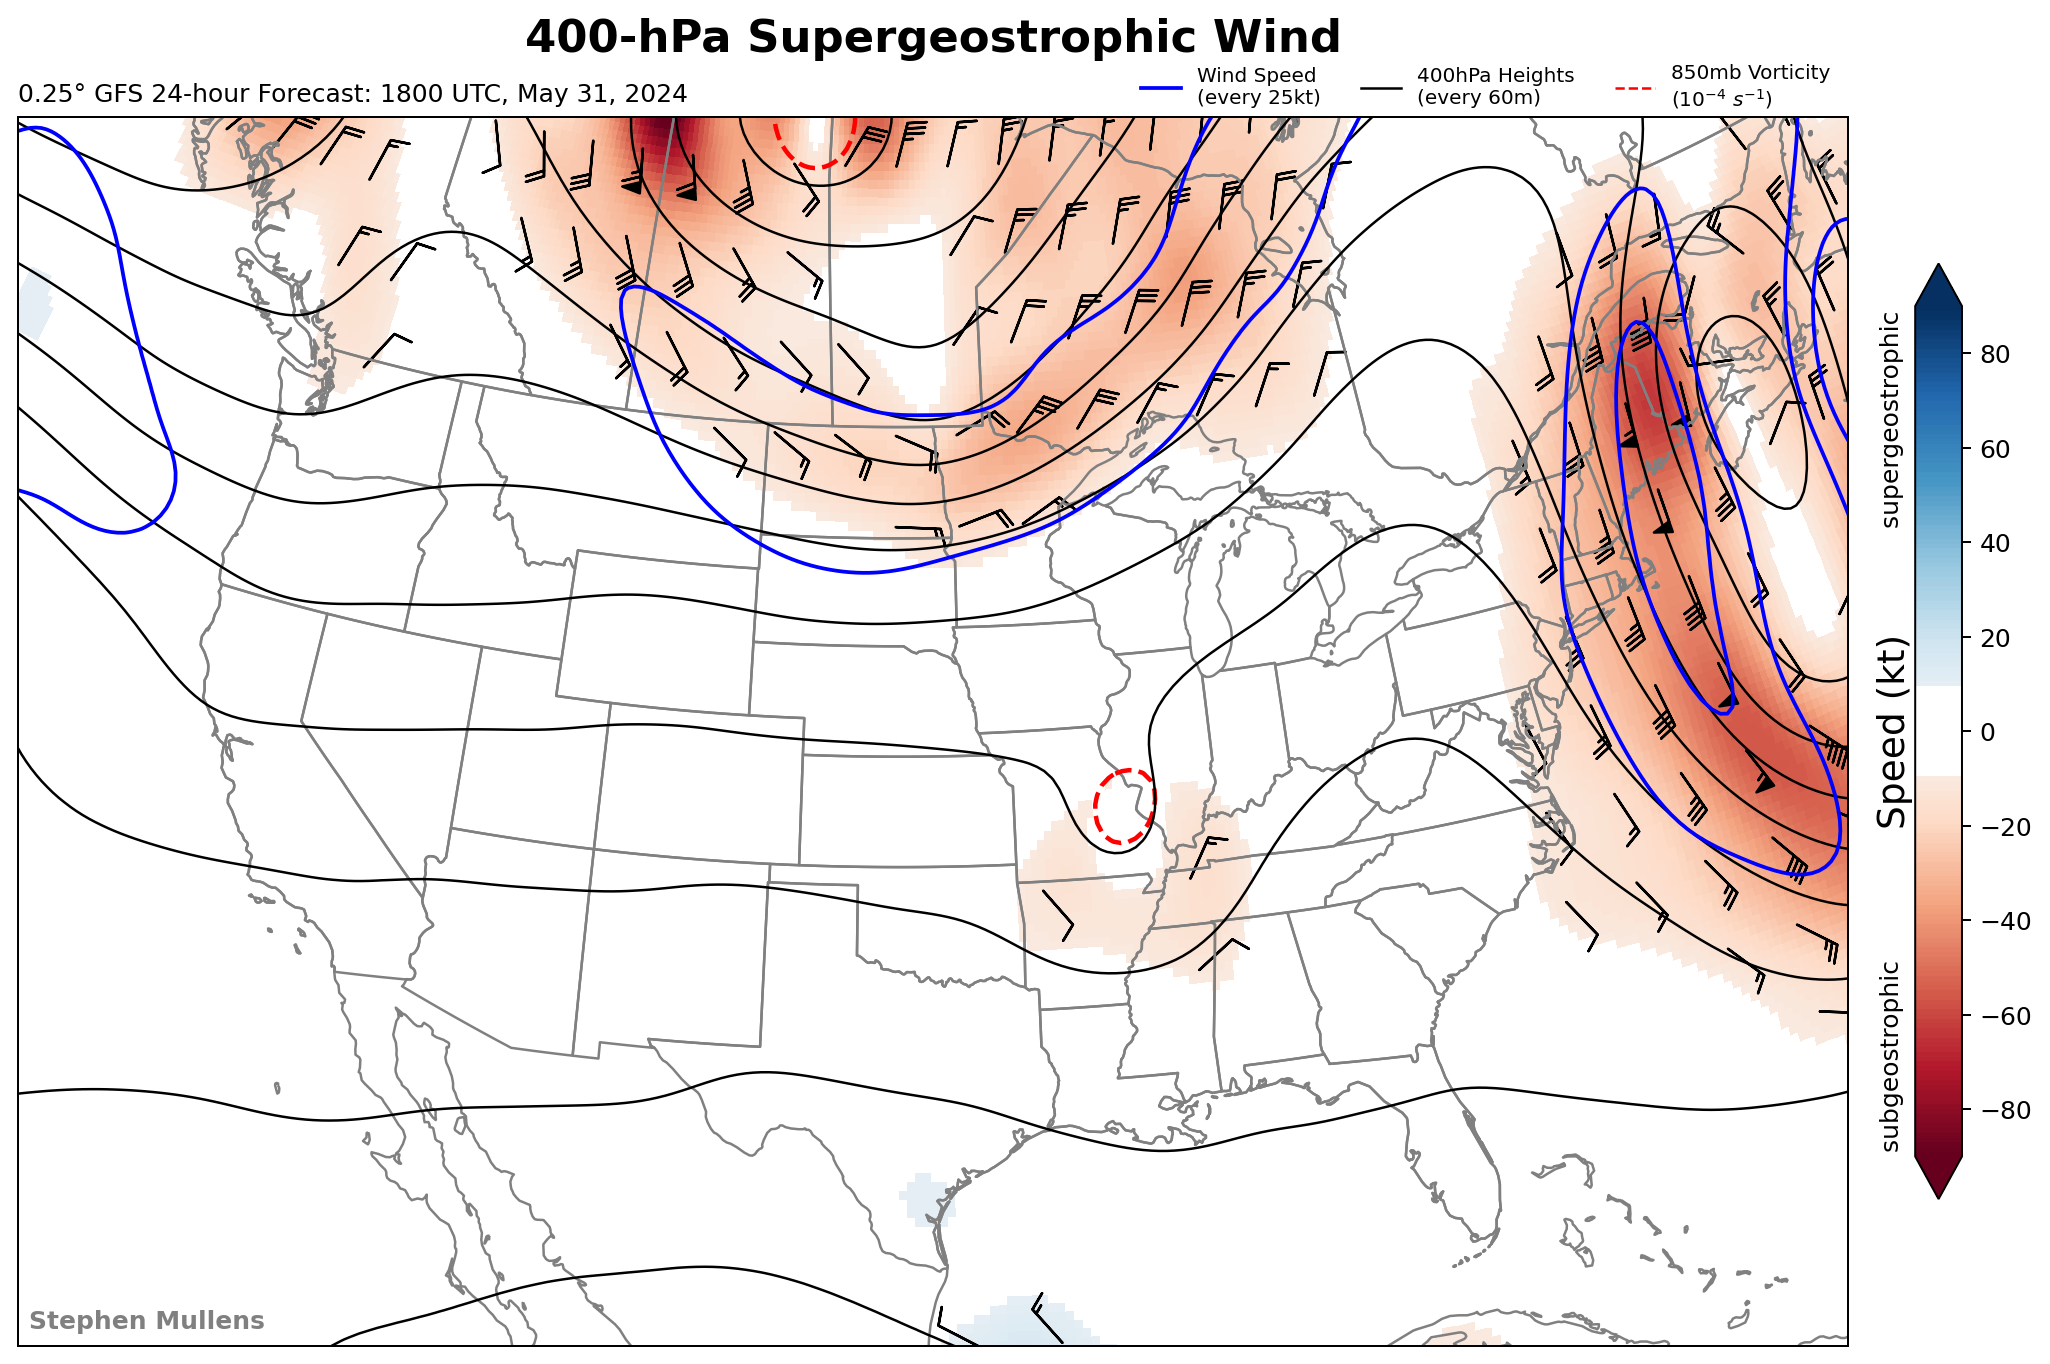 400-hPa Supergeostrophic Wind
0.25° GFS 24-hour Forecast: 1800 UTC, May 31, 2024
Wind Speed
(every 25kt)
400hPa Heights
(every 60m)
850mb Vorticity
(10⁻⁴ s⁻¹)
supergeostrophic
Speed (kt)
subgeostrophic
80
60
40
20
0
−20
−40
−60
−80
Stephen Mullens